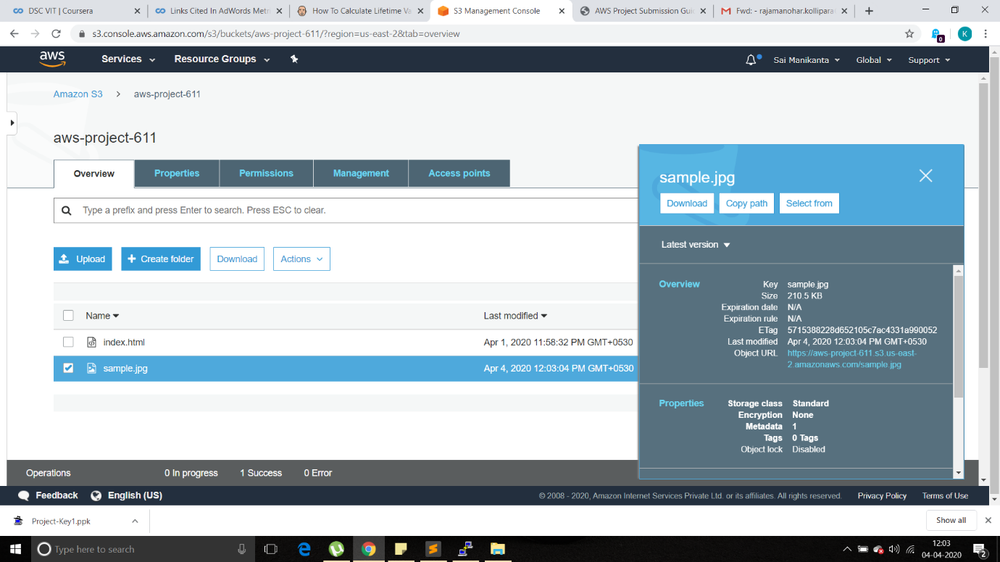 DSC VIT | Coursera
Links Cited In AdWords Metri
How To Calculate Lifetime Va
S3 Management Console
AWS Project Submission Gui
Fwd: - rajamanohar.kollipara
s3.console.aws.amazon.com/s3/buckets/aws-project-611/?region=us-east-2&tab=overview
0
K
aws
Services
Resource Groups
Sai Manikanta
Global
Support
Amazon S3 > aws-project-611
aws-project-611
Overview
Properties
Permissions
Management
Access points
Type a prefix and press Enter to search. Press ESC to clear.
Upload
+ Create folder
Download
Actions
Name
Last modified
index.html
Apr 1, 2020 11:58:32 PM GMT+0530
sample.jpg
Apr 4, 2020 12:03:04 PM GMT+0530
sample.jpg
Download
Copy path
Select from
Latest version
Overview
Key sample.jpg
Size 210.5 KB
Expiration date N/A
Expiration rule N/A
ETag 5715388228d652105c7ac4331a990052
Last modified Apr 4, 2020 12:03:04 PM GMT+0530
Object URL https://aws-project-611.s3.us-east-
2.amazonaws.com/sample.jpg
Properties
Storage class Standard
Encryption None
Metadata 1
Tags 0 Tags
Object lock Disabled
Operations
0 In progress
1 Success
0 Error
Feedback
English (US)
© 2008 - 2020, Amazon Internet Services Private Ltd. or its affiliates. All rights reserved.
Privacy Policy
Terms of Use
Project-Key1.ppk
Show all
Type here to search
12:03
04-04-2020
2